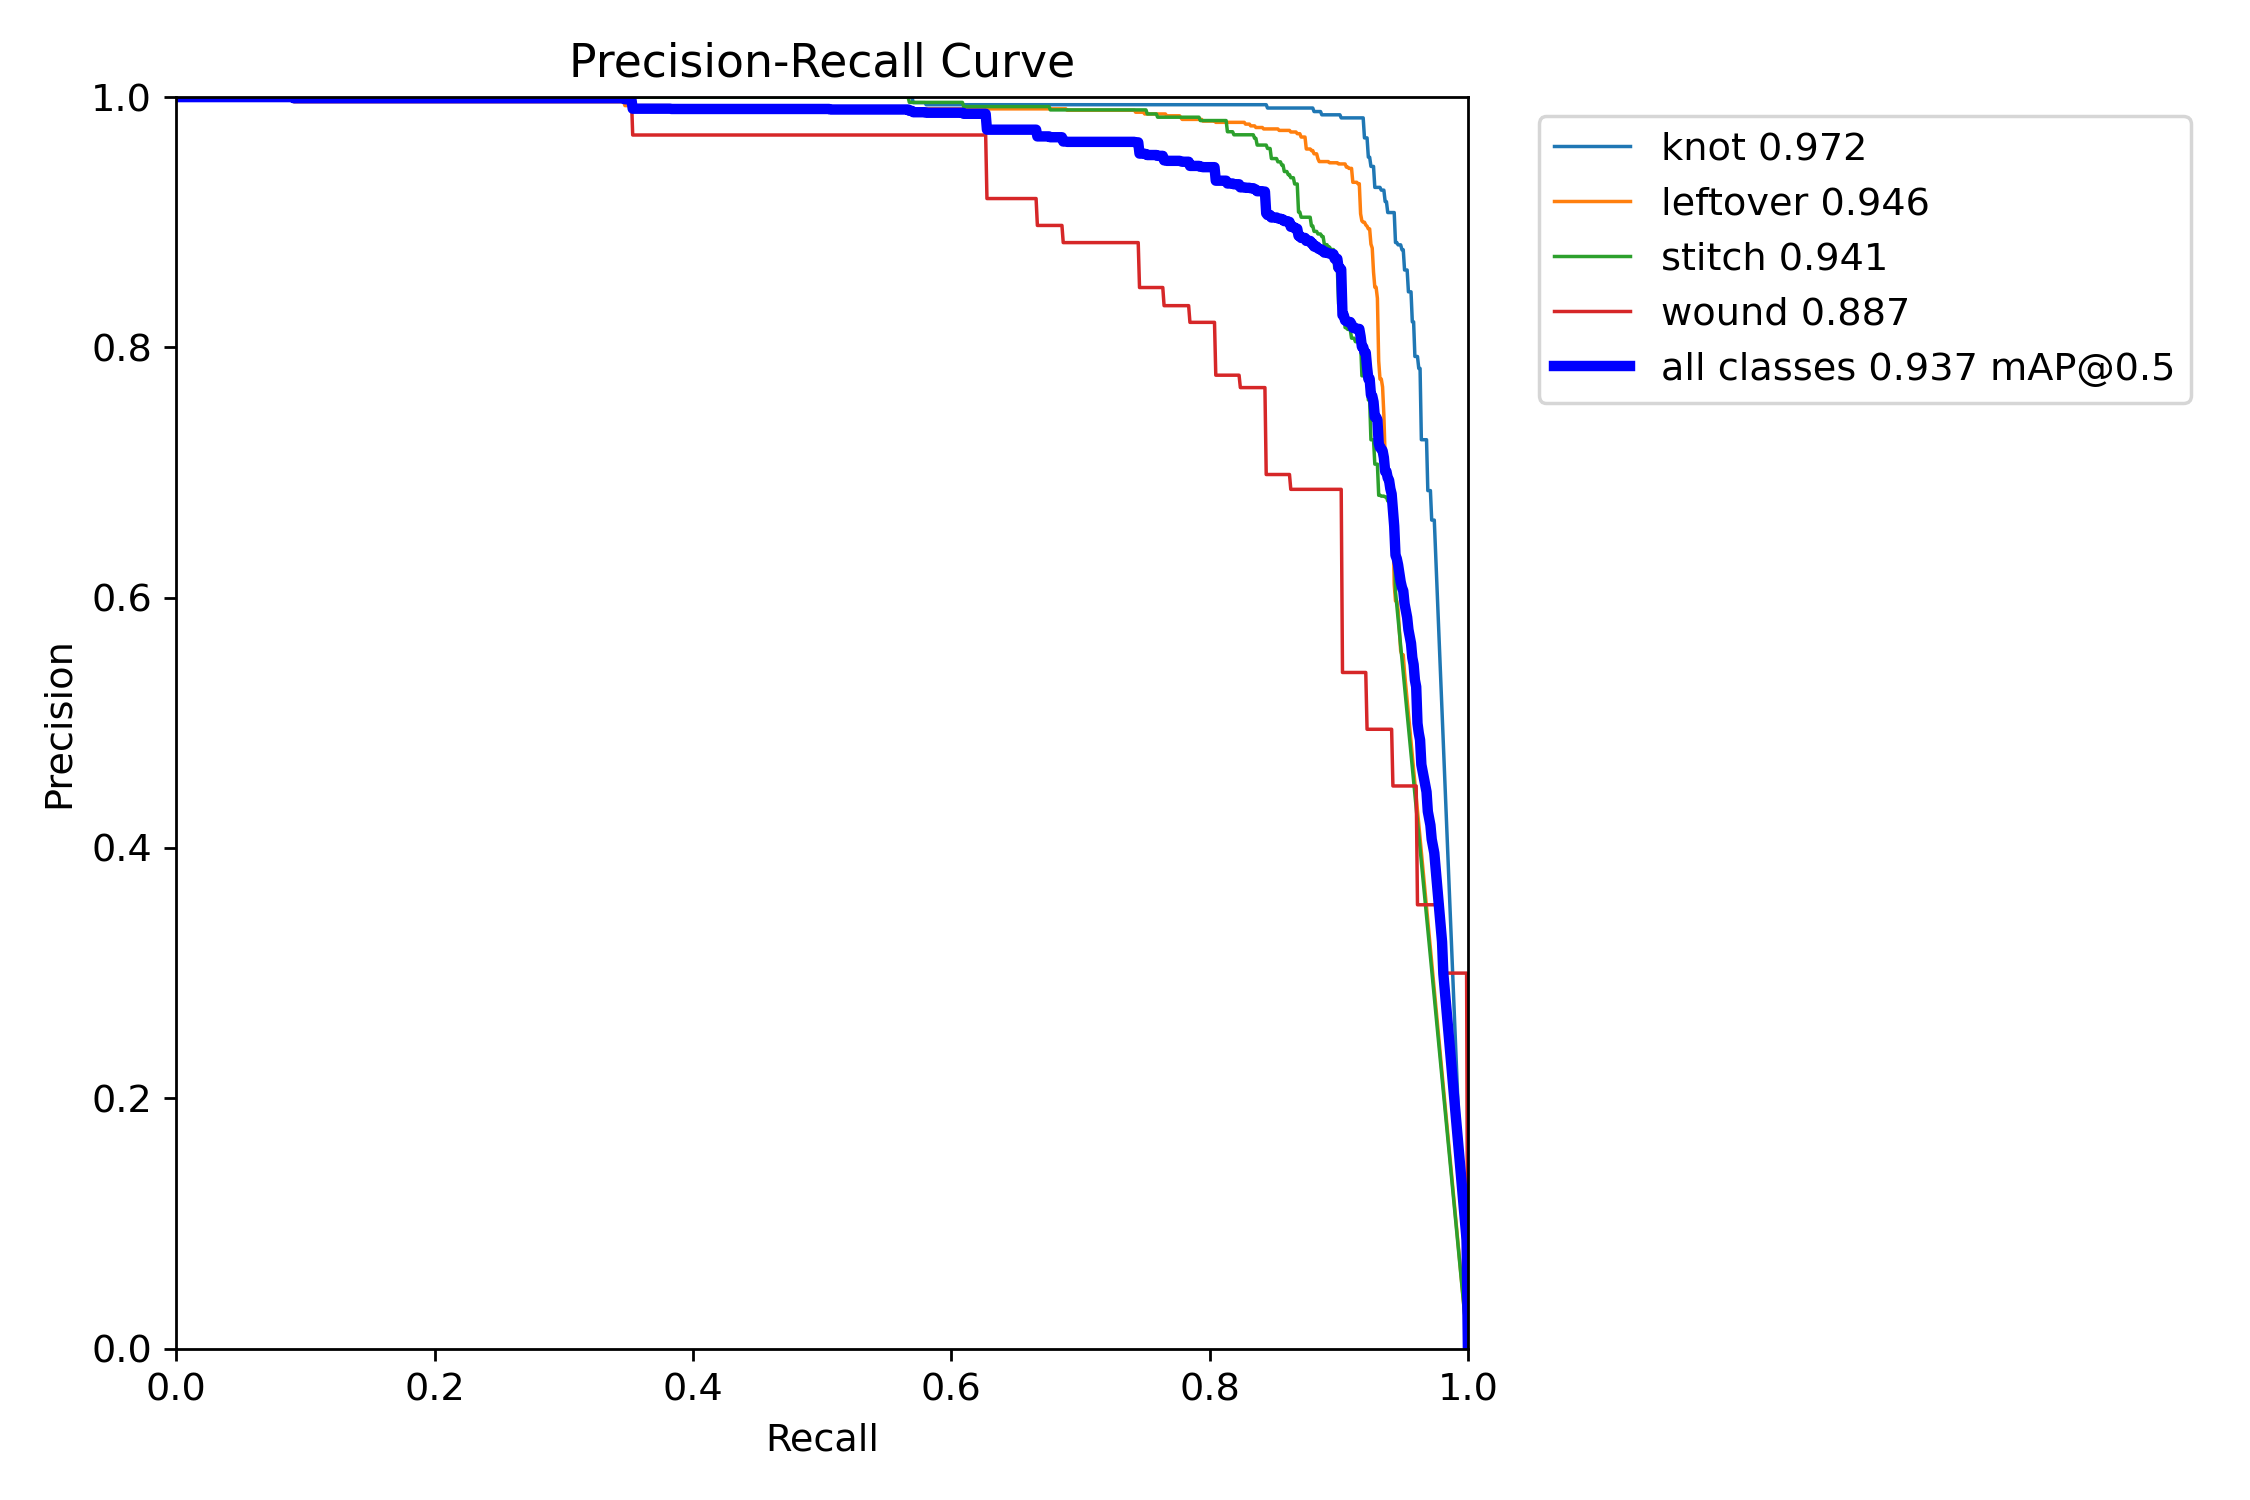 Precision-Recall Curve
1.0
0.8
0.6
0.4
0.2
0.0
Precision
0.0 0.2 0.4 0.6 0.8 1.0
Recall
knot 0.972
leftover 0.946
stitch 0.941
wound 0.887
all classes 0.937 mAP@0.5